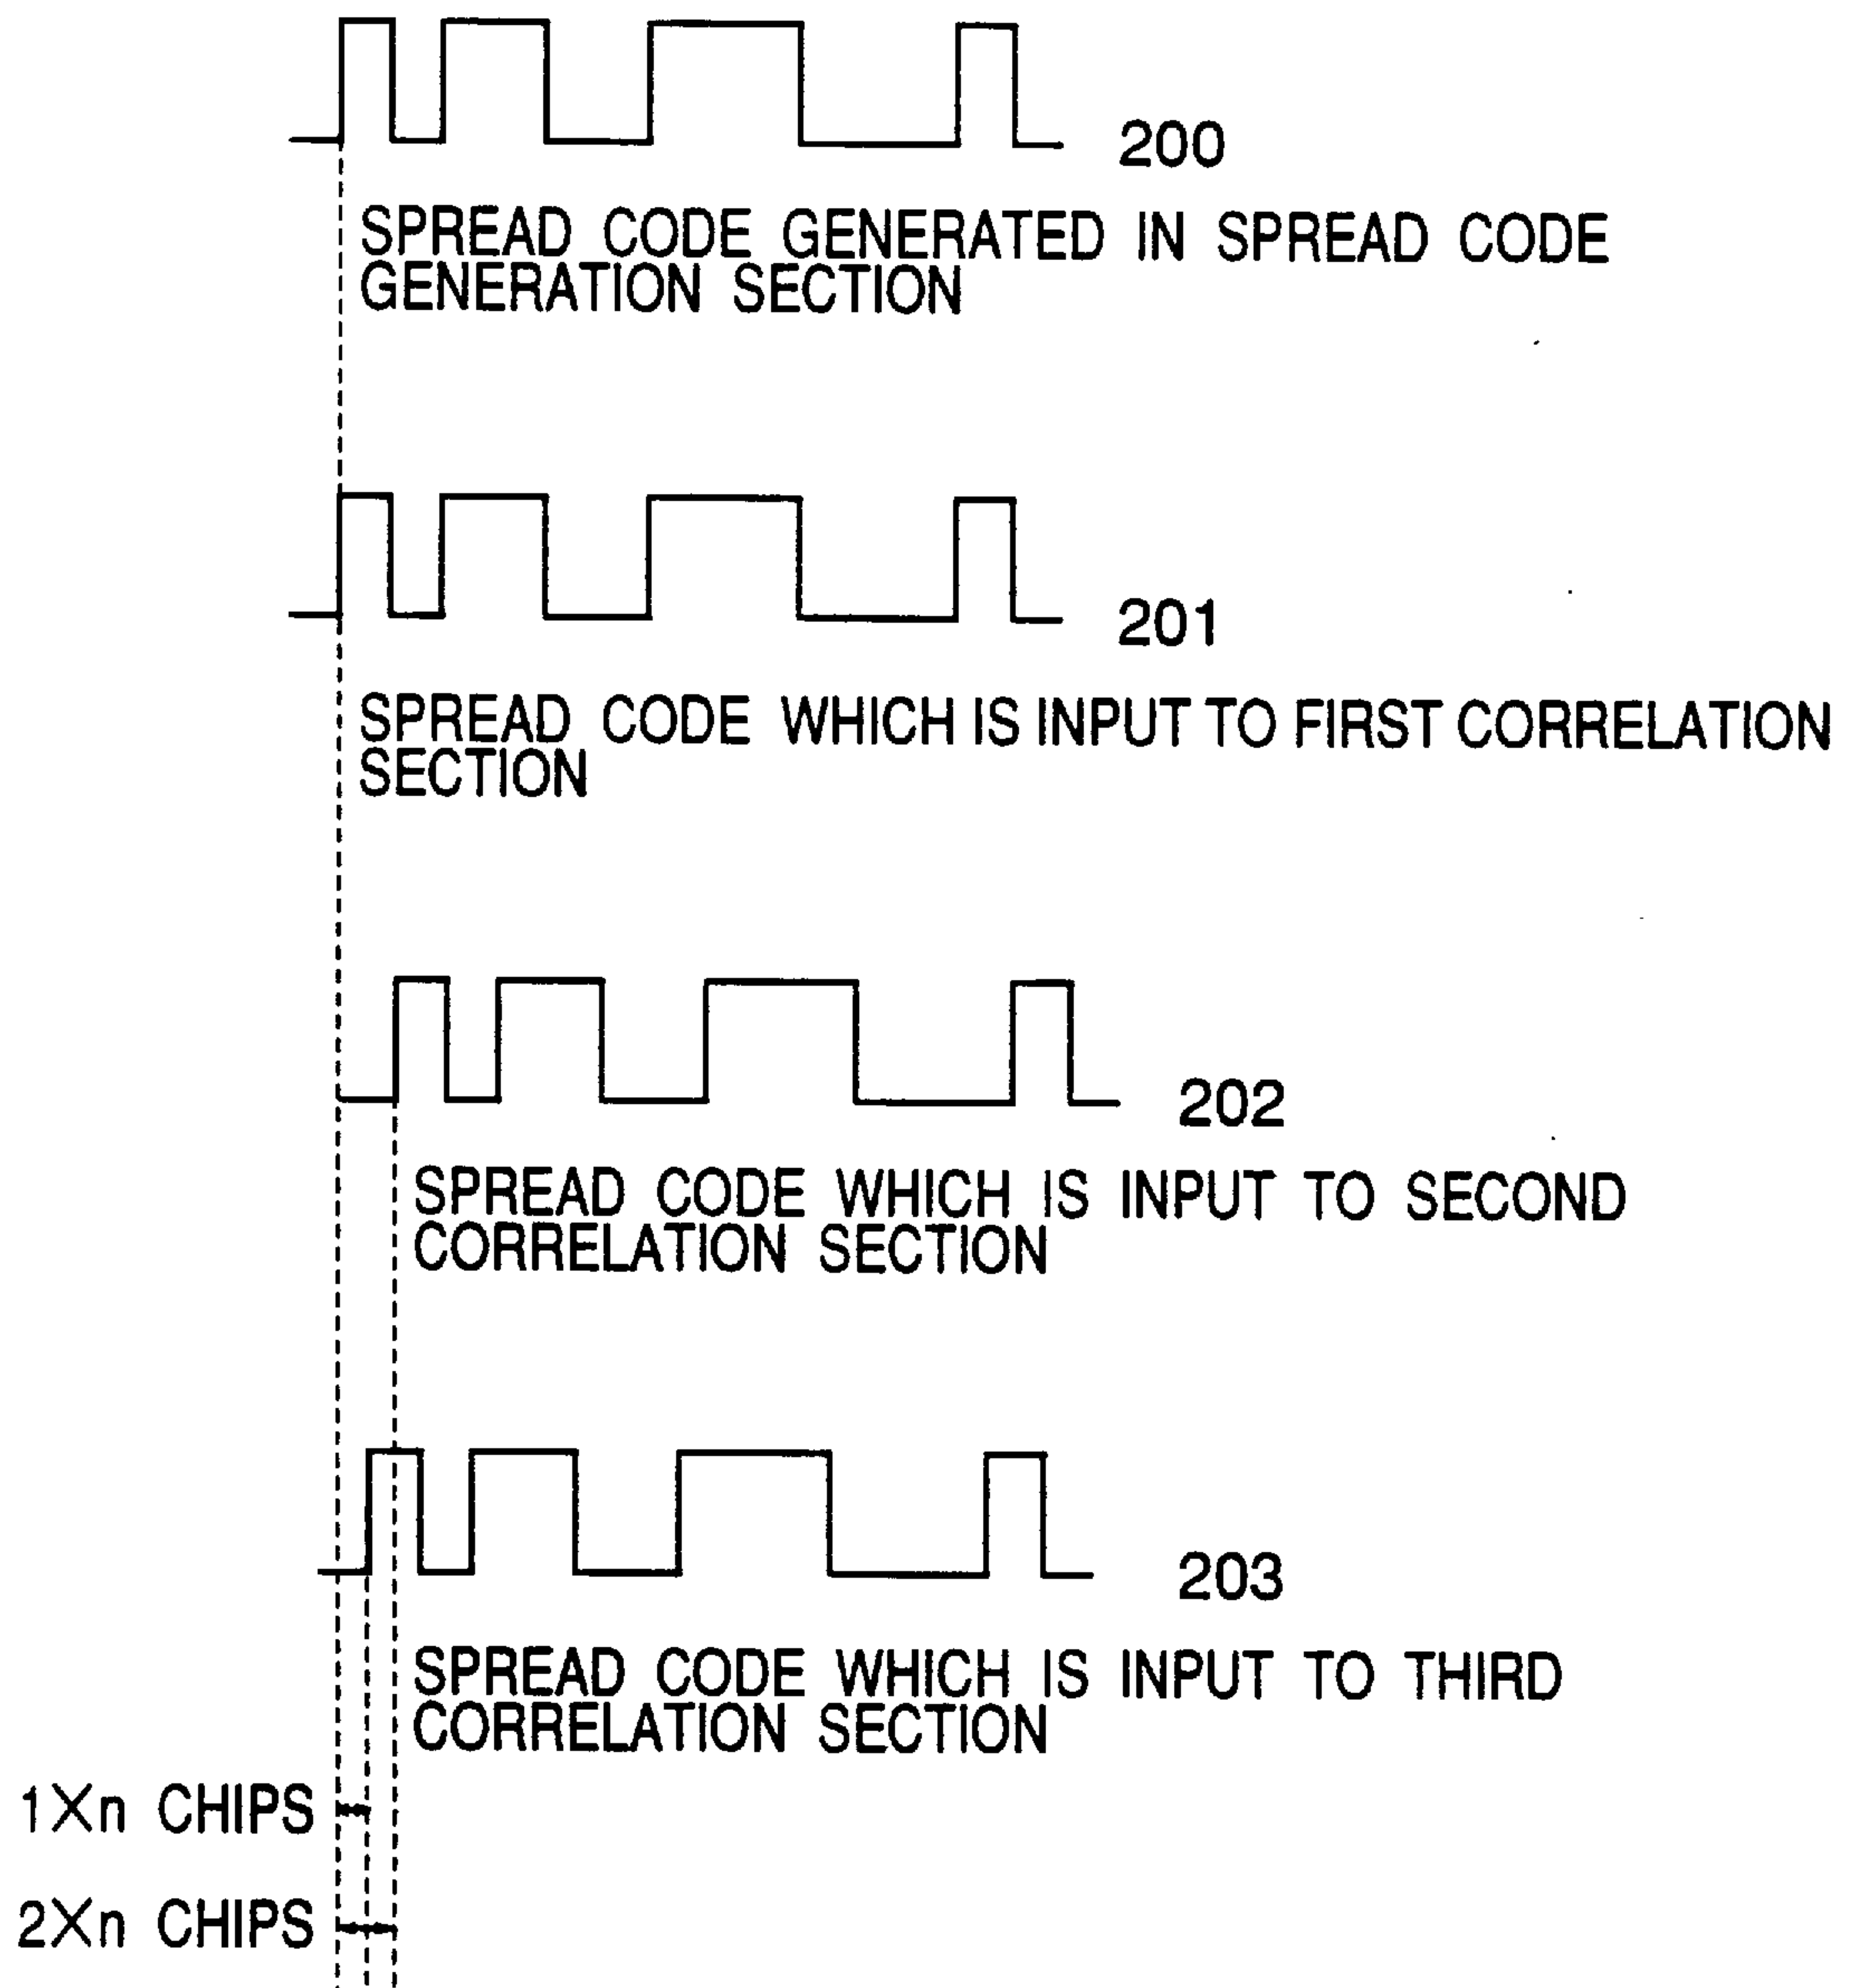 200
SPREAD CODE GENERATED IN SPREAD CODE
GENERATION SECTION
201
SPREAD CODE WHICH IS INPUT TO FIRST CORRELATION
SECTION
202
SPREAD CODE WHICH IS INPUT TO SECOND
CORRELATION SECTION
203
SPREAD CODE WHICH IS INPUT TO THIRD
CORRELATION SECTION
1Xn CHIPS
2Xn CHIPS